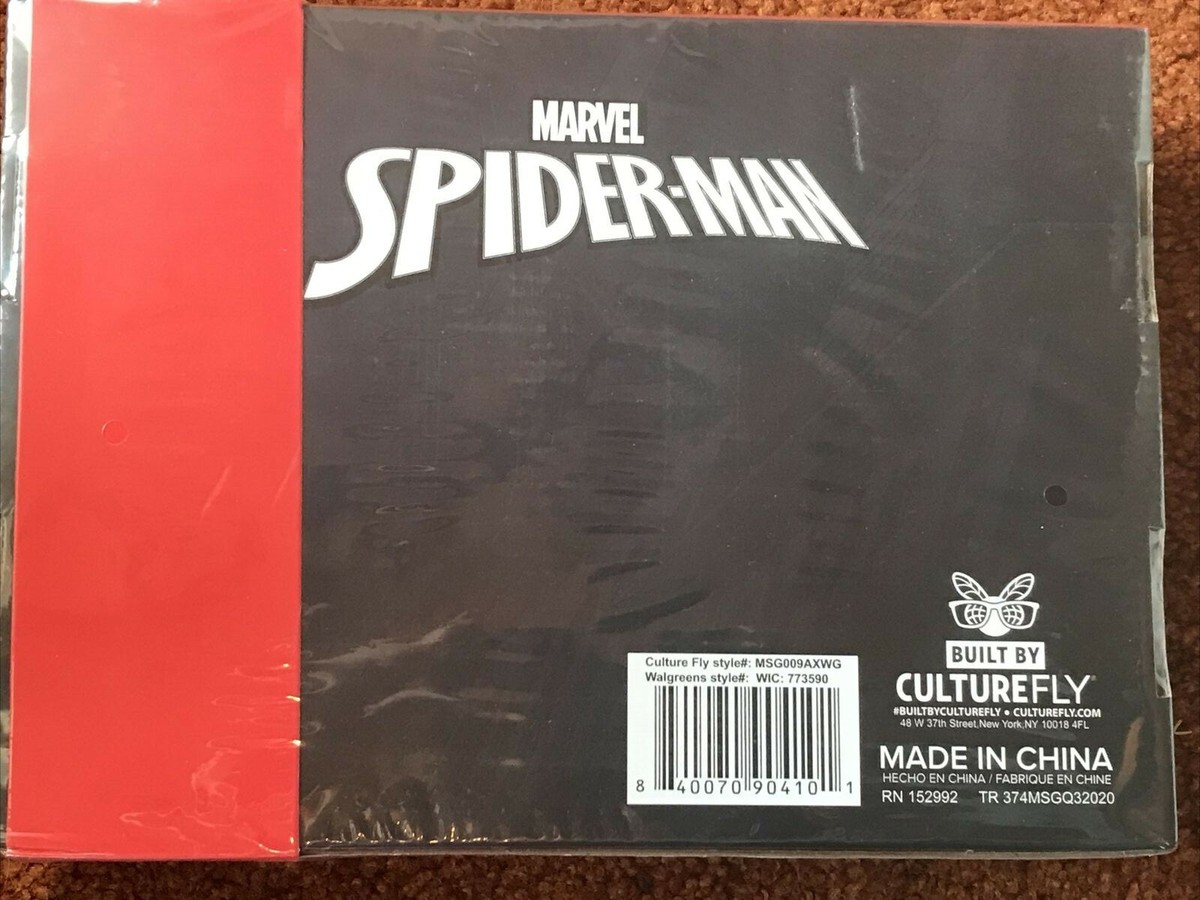 MARVEL
SPIDER-MAN
Culture Fly style#: MSG009AXWG
Walgreens style#: WIC: 773590
8 40070 90410 1
BUILT BY
CULTUREFLY®
#BUILTBYCULTUREFLY • CULTUREFLY.COM
48 W 37th Street,New York,NY 10018 4FL
MADE IN CHINA
HECHO EN CHINA / FABRIQUE EN CHINE
RN 152992 TR 374MSGQ32020